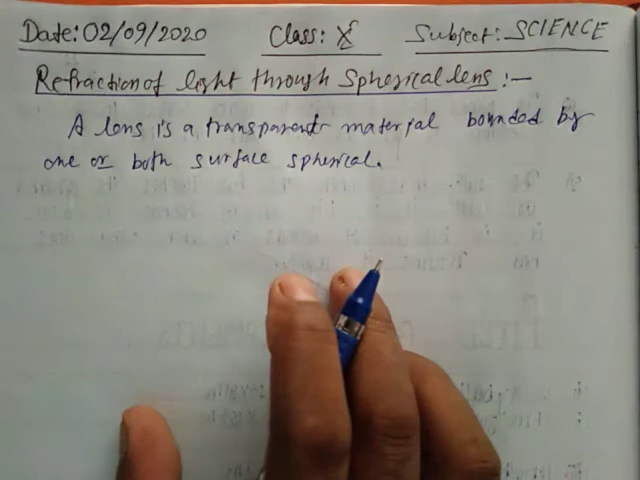 Date: 02/09/2020 Class: X Subject: SCIENCE
Refraction of light through Spherical lens :-
A lens is a transparent material bounded by
one or both surface spherical.